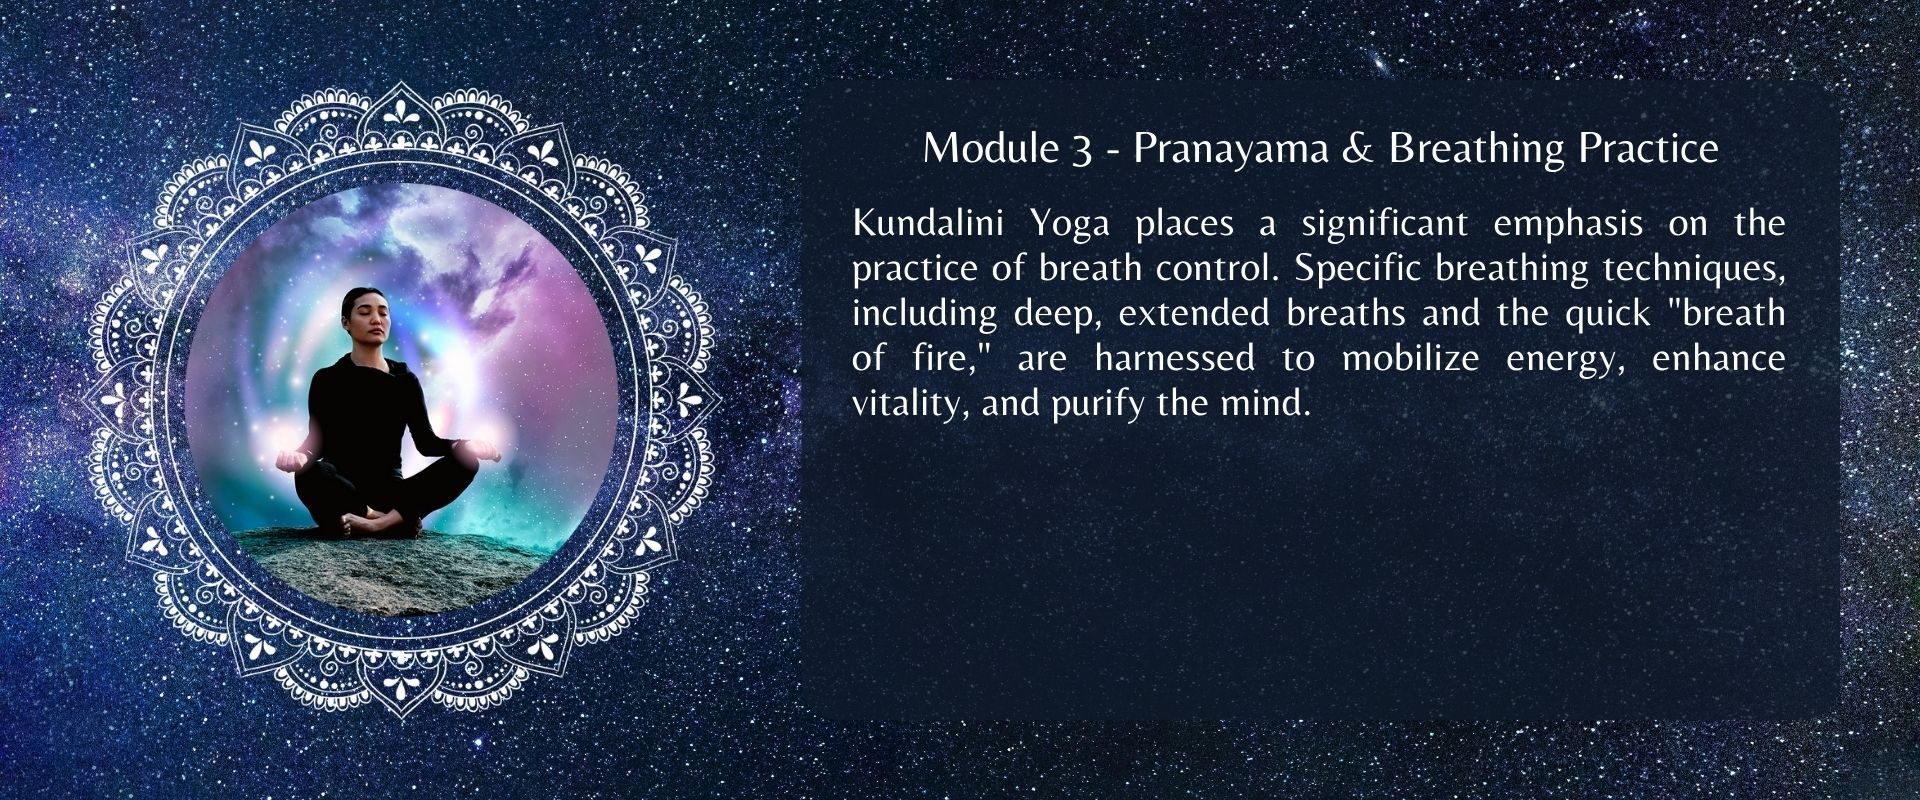 Module 3 - Pranayama & Breathing Practice
Kundalini Yoga places a significant emphasis on the
practice of breath control. Specific breathing techniques,
including deep, extended breaths and the quick "breath
of fire," are harnessed to mobilize energy, enhance
vitality, and purify the mind.